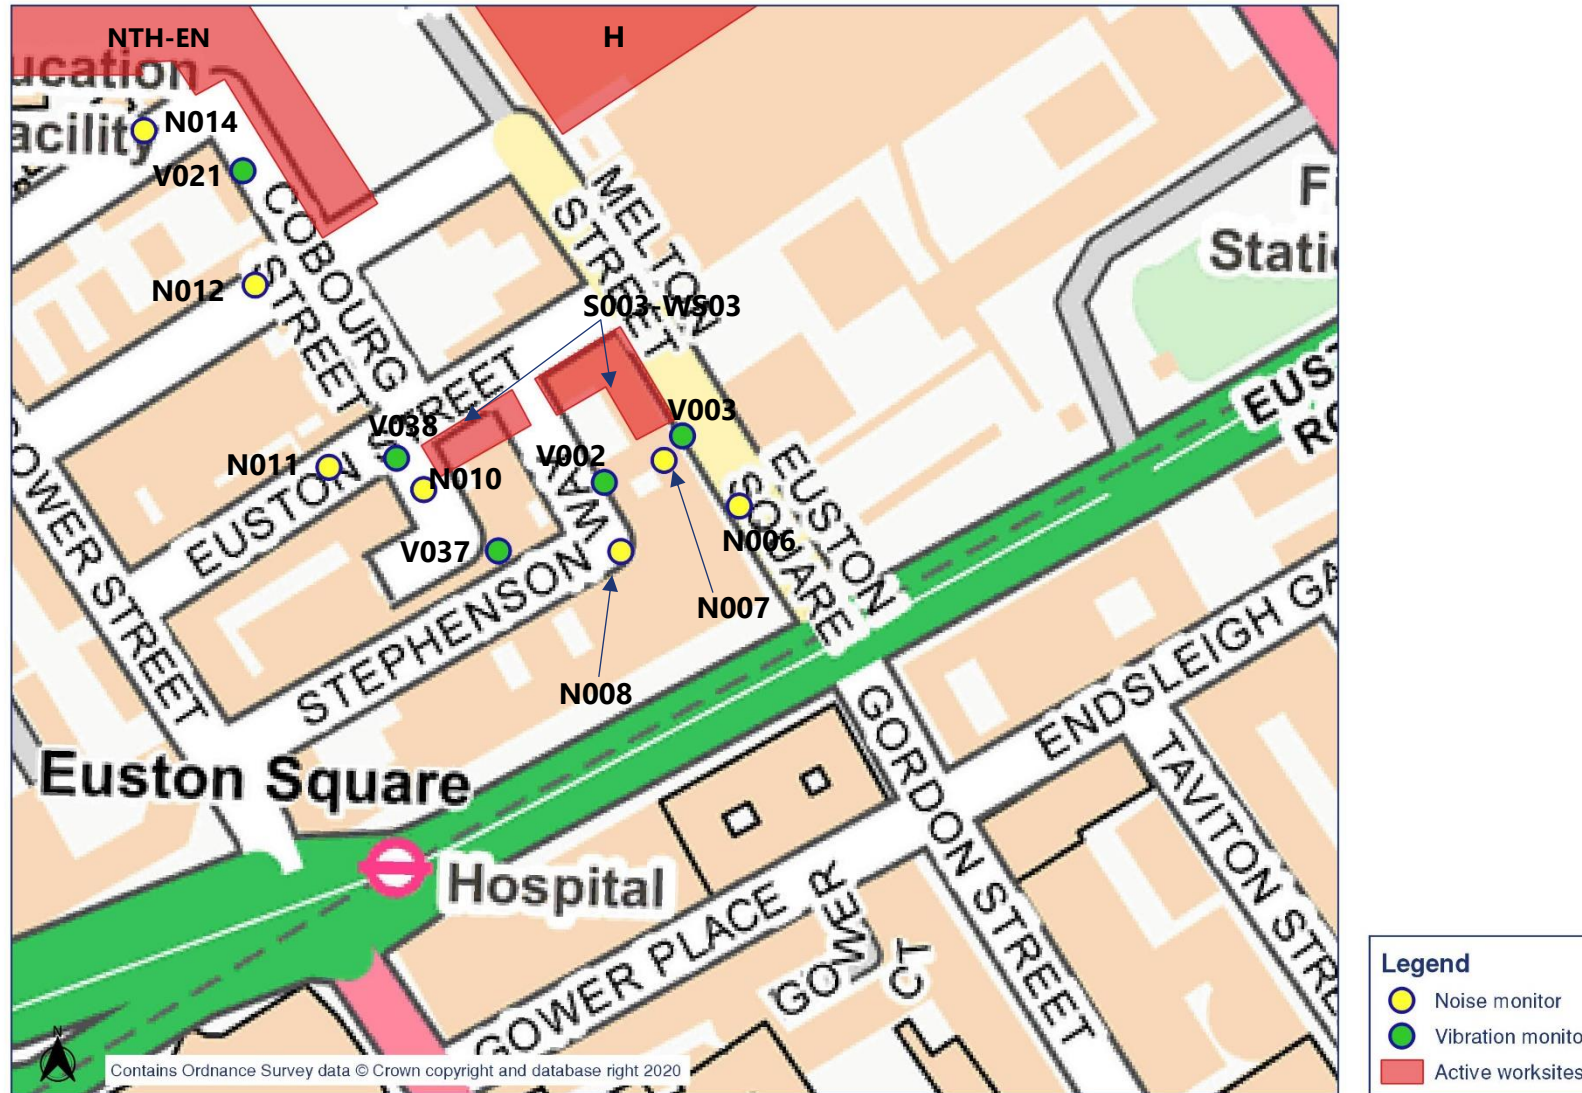 NTH-EN
H
ucation
acility
N014
V021
COBOURG
STREET
N012
MELTON
STREET
S003-WS03
Fi
Stati
EUST
RO
STREET
V038
V003
N011
N010
V002
EUSTON
WAY
V037
STEPHENSON
EUSTON
SQUARE
N006
N007
N008
OWER STREET
ENDSLEIGH GA
GORDON STREET
TAVITON STRE
Euston Square
Hospital
GOWER PLACE
GOWER
CT
N
Contains Ordnance Survey data © Crown copyright and database right 2020
Legend
Noise monitor
Vibration monito
Active worksites